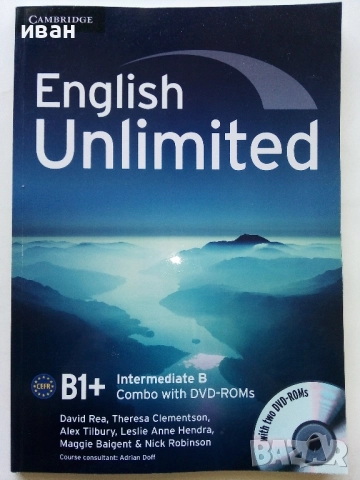 CAMBRIDGE
иван
English
Unlimited
CEFR
B1+
Intermediate B
Combo with DVD-ROMs
David Rea, Theresa Clementson,
Alex Tilbury, Leslie Anne Hendra,
Maggie Baigent & Nick Robinson
Course consultant: Adrian Doff
with two DVD-ROMs
BAZAR